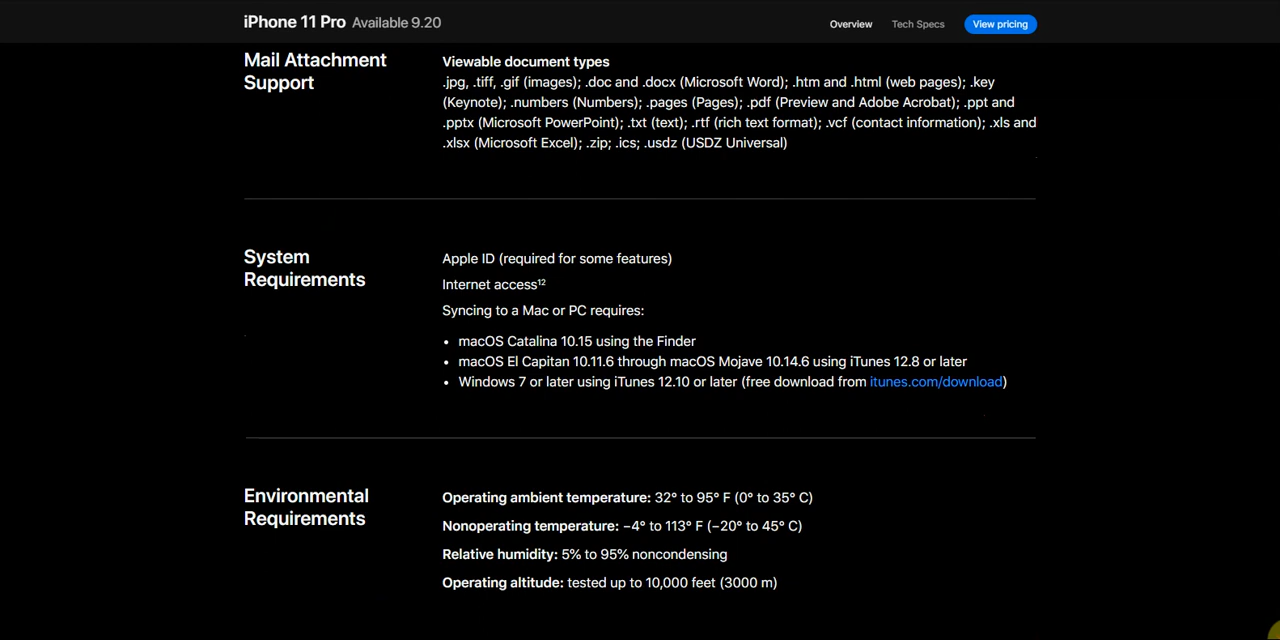 iPhone 11 Pro Available 9.20
Overview Tech Specs View pricing
Mail Attachment
Support
Viewable document types
.jpg, .tiff, .gif (images); .doc and .docx (Microsoft Word); .htm and .html (web pages); .key
(Keynote); .numbers (Numbers); .pages (Pages); .pdf (Preview and Adobe Acrobat); .ppt and
.pptx (Microsoft PowerPoint); .txt (text); .rtf (rich text format); .vcf (contact information); .xls and
.xlsx (Microsoft Excel); .zip; .ics; .usdz (USDZ Universal)
System
Requirements
Apple ID (required for some features)
Internet access¹²
Syncing to a Mac or PC requires:
• macOS Catalina 10.15 using the Finder
• macOS El Capitan 10.11.6 through macOS Mojave 10.14.6 using iTunes 12.8 or later
• Windows 7 or later using iTunes 12.10 or later (free download from itunes.com/download)
Environmental
Requirements
Operating ambient temperature: 32° to 95° F (0° to 35° C)
Nonoperating temperature: −4° to 113° F (−20° to 45° C)
Relative humidity: 5% to 95% noncondensing
Operating altitude: tested up to 10,000 feet (3000 m)